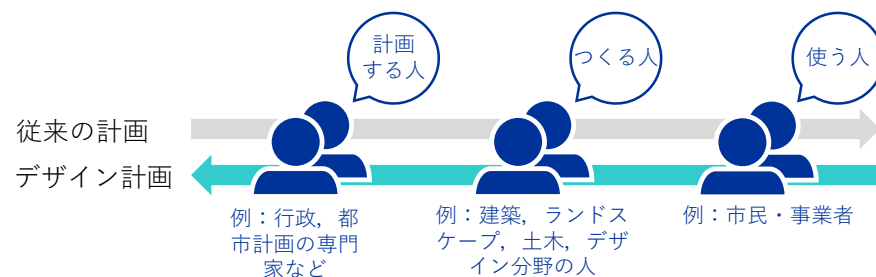 計画
する人
つくる人
使う人
従来の計画
デザイン計画
例：行政，都
市計画の専門
家など
例：建築，ランドス
ケープ，土木，デザ
イン分野の人
例：市民・事業者